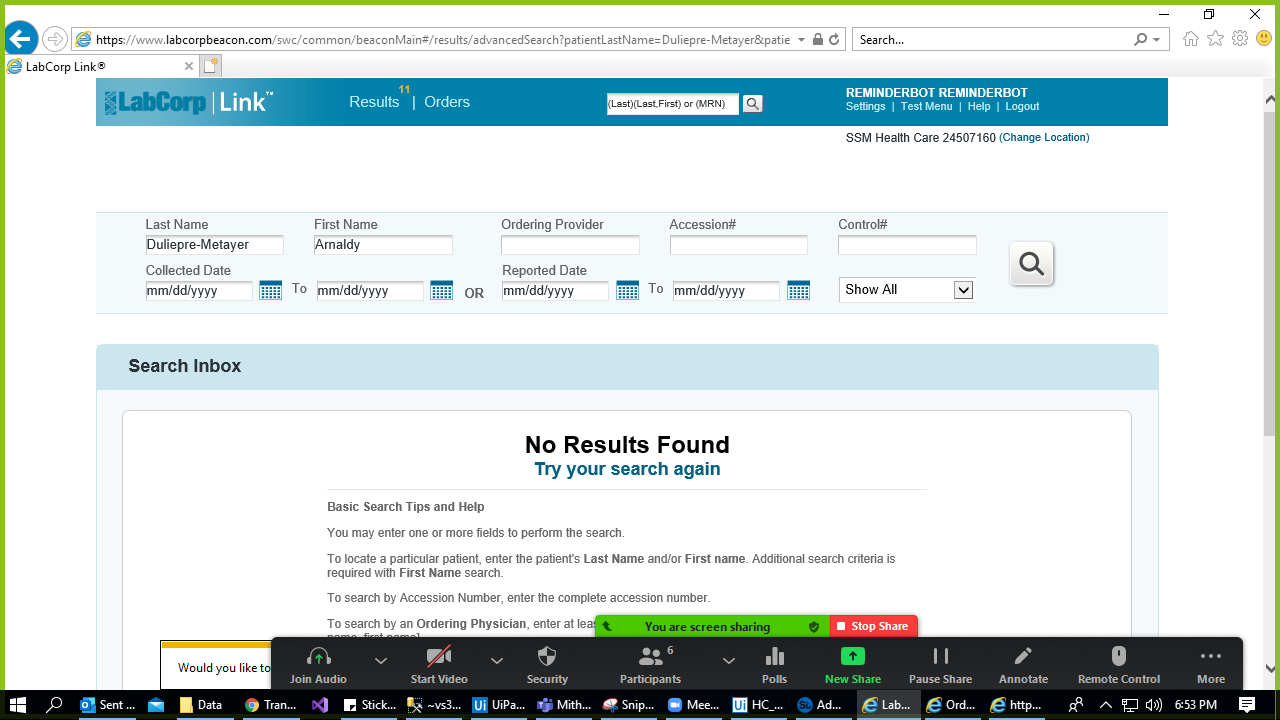 https://www.labcorpbeacon.com/swc/common/beaconMain#/results/advancedSearch?patientLastName=Duliepre-Metayer&patie
Search...
LabCorp Link®
LabCorp | Link™
Results 11 | Orders
(Last)(Last,First) or (MRN)
REMINDERBOT REMINDERBOT
Settings | Test Menu | Help | Logout
SSM Health Care 24507160 (Change Location)
Last Name First Name Ordering Provider Accession# Control#
Duliepre-Metayer Arnaldy
Collected Date Reported Date
mm/dd/yyyy To mm/dd/yyyy OR mm/dd/yyyy To mm/dd/yyyy Show All
Search Inbox
No Results Found
Try your search again
Basic Search Tips and Help
You may enter one or more fields to perform the search.
To locate a particular patient, enter the patient's Last Name and/or First name. Additional search criteria is
required with First Name search.
To search by Accession Number, enter the complete accession number.
To search by an Ordering Physician, enter at leas
You are screen sharing Stop Share
Would you like to
6
Join Audio Start Video Security Participants Polls New Share Pause Share Annotate Remote Control More
Sent ... Data Tran... Stick... ~vs3... UiPa... Mith... Snip... Mee... HC_... Ad... Lab... Ord... http... 6:53 PM